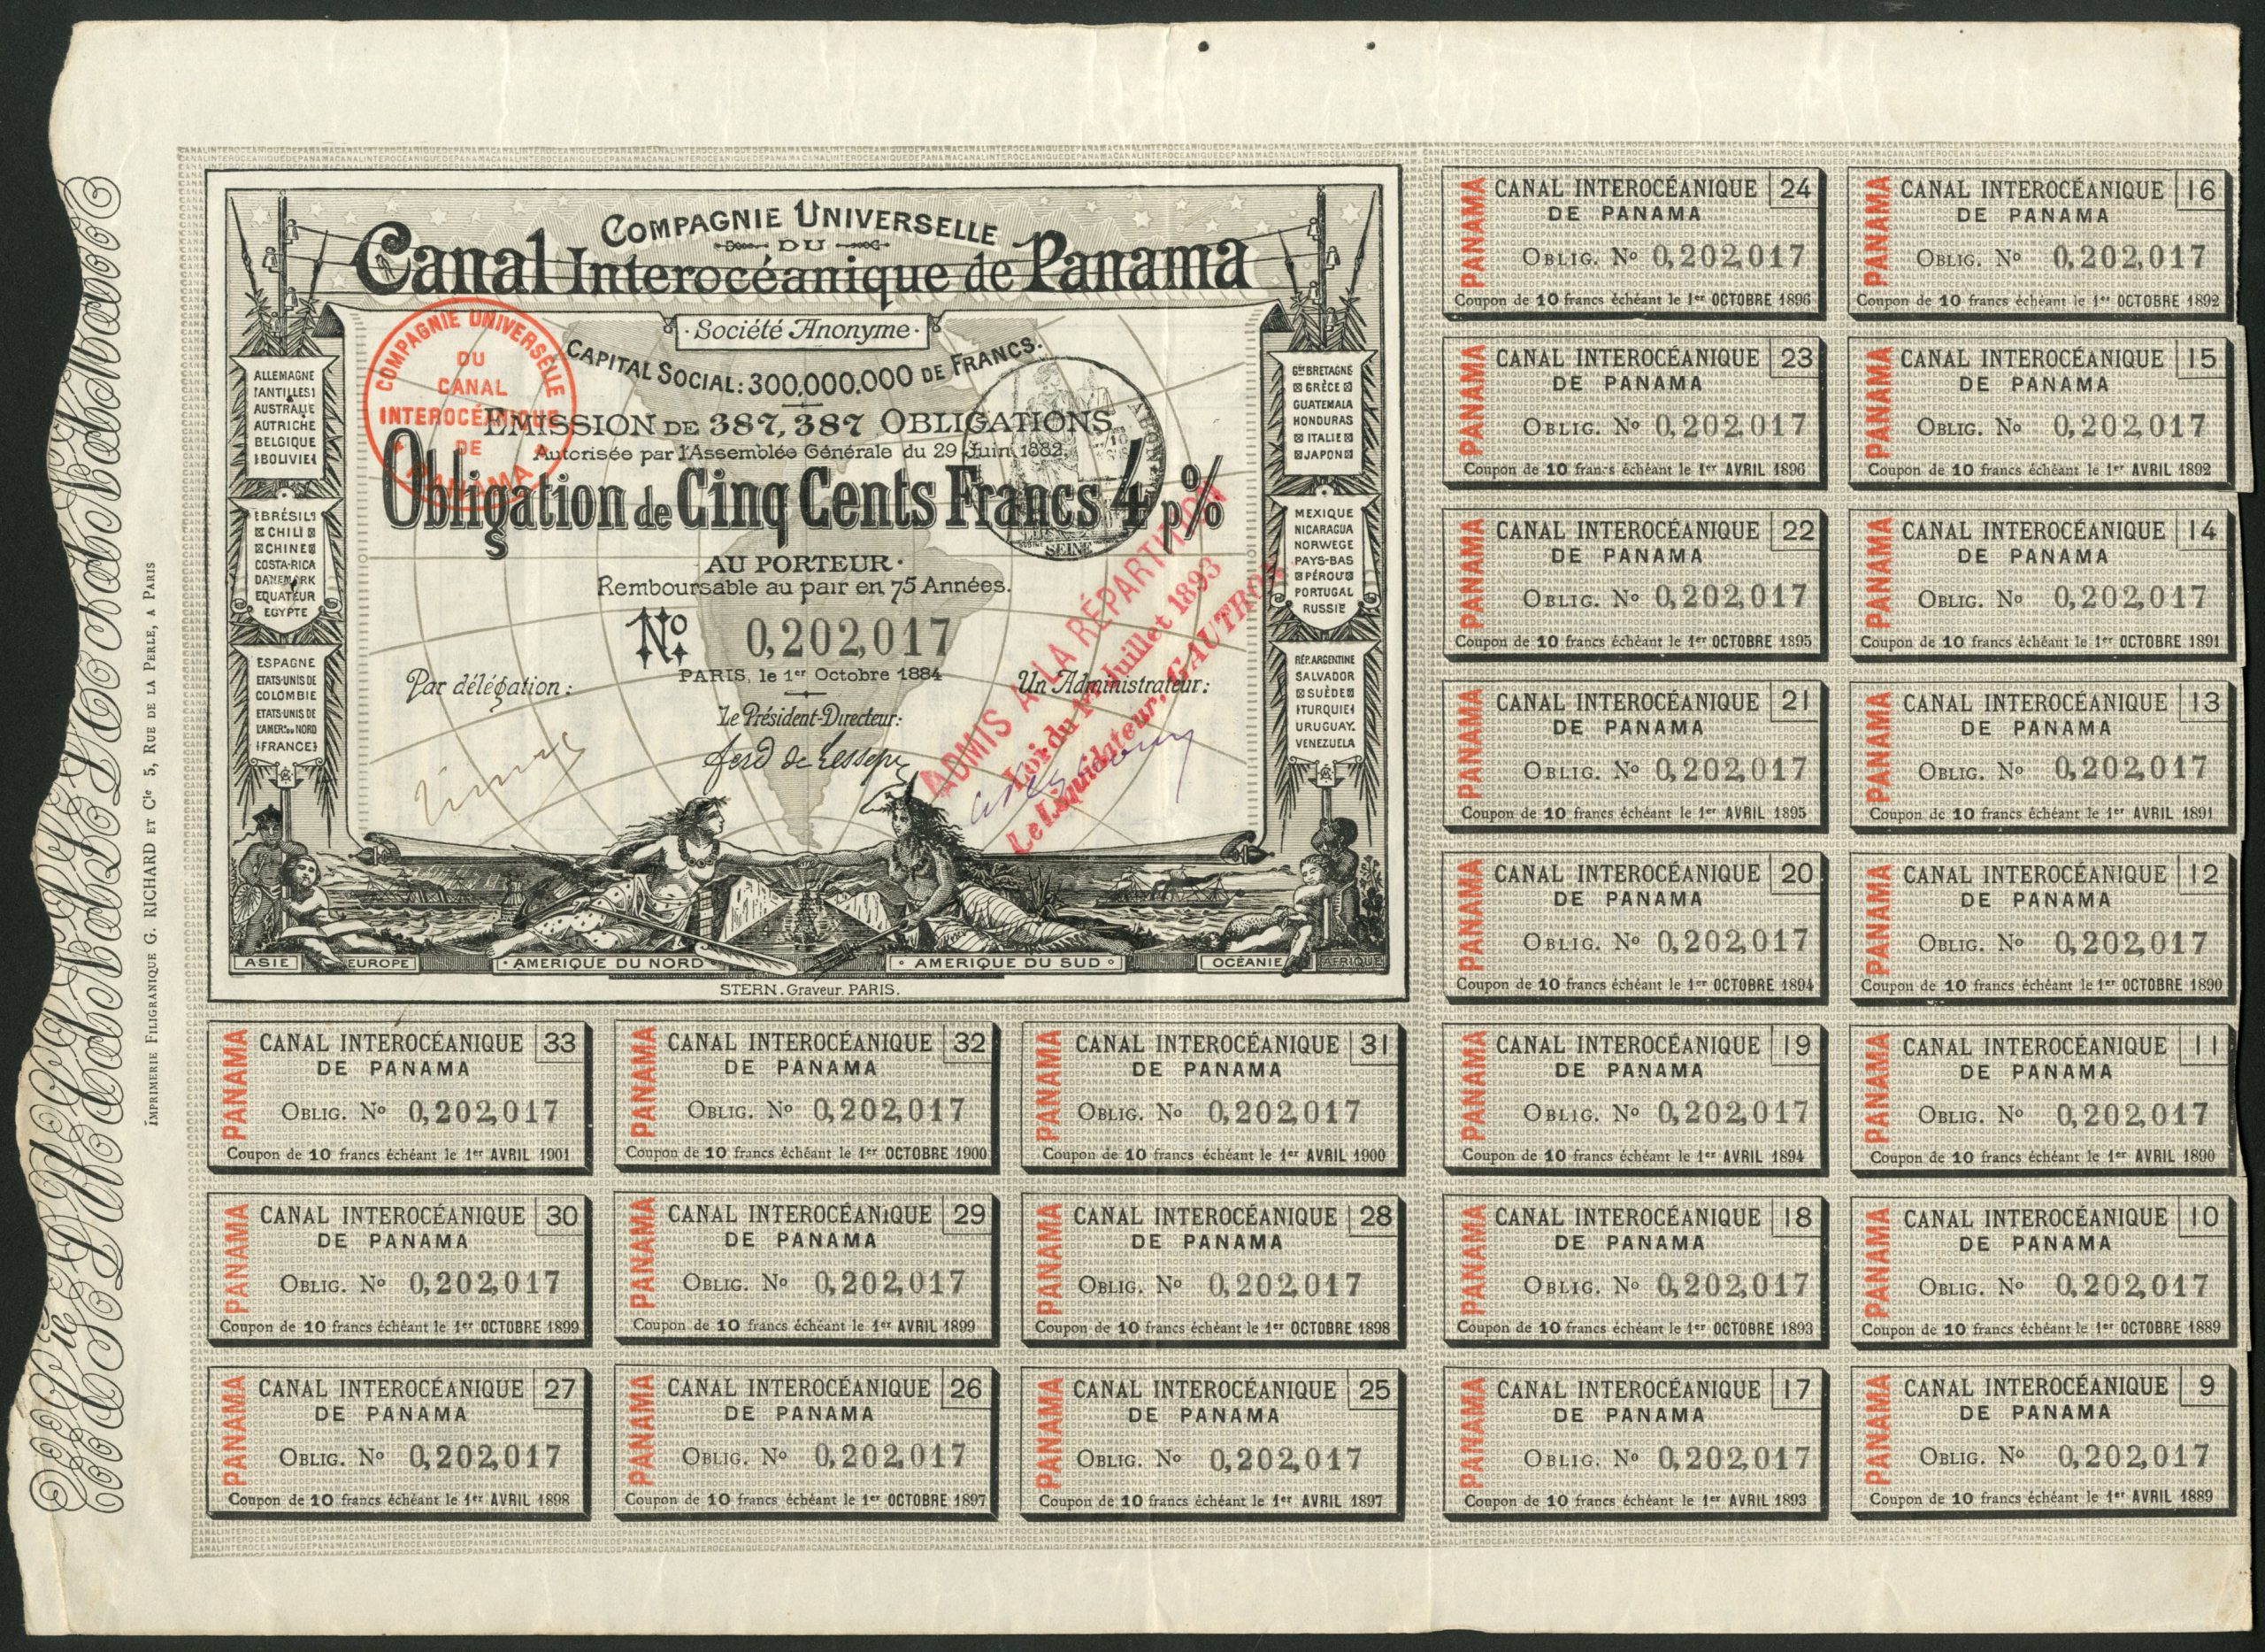 COMPAGNIE UNIVERSELLE
DU
Canal Interocéanique de Panama
Société Anonyme
CAPITAL SOCIAL: 300,000,000 DE FRANCS.
EMISSION DE 387,387 OBLIGATIONS
Autorisée par l'Assemblée Générale du 29 Juin 1882,
Obligation de Cinq Cents Francs 4 p%
AU PORTEUR
Remboursable au pair en 75 Années.
No. 0,202,017
PARIS, le 1er Octobre 1884
Par délégation:
Un Administrateur:
Le Président-Directeur:
ferd de Lesseps
COMPAGNIE UNIVERSELLE
DU
CANAL
INTEROCÉANIQUE
DE
PANAMA
SEINE
ADMIS A LA RÉPARTITION
Loi du 1er Juillet 1893
Le Liquidateur, GAUTRON
ALLEMAGNE
ANTILLES
AUSTRALIE
AUTRICHE
BELGIQUE
BOLIVIE
BRÉSIL
CHILI
CHINE
COSTA-RICA
DANEMARK
EQUATEUR
EGYPTE
ESPAGNE
ETATS-UNIS DE
COLOMBIE
ETATS-UNIS DE
L'AMERe DU NORD
FRANCE
Gde BRETAGNE
GRÈCE
GUATEMALA
HONDURAS
ITALIE
JAPON
MEXIQUE
NICARAGUA
NORWEGE
PAYS-BAS
PÉROU
PORTUGAL
RUSSIE
RÉP. ARGENTINE
SALVADOR
SUÈDE
TURQUIE
URUGUAY.
VENEZUELA
ASIE
EUROPE
AMERIQUE DU NORD
AMERIQUE DU SUD
OCÉANIE
AFRIQUE
STERN. Graveur. PARIS.
IMPRIMERIE FILIGRANIQUE G. RICHARD ET Cie 5, RUE DE LA PERLE, A PARIS
PANAMA
CANAL INTEROCÉANIQUE 24
DE PANAMA
OBLIG. No 0,202,017
Coupon de 10 francs échéant le 1er OCTOBRE 1896
PANAMA
CANAL INTEROCÉANIQUE 16
DE PANAMA
OBLIG. No 0,202,017
Coupon de 10 francs échéant le 1er OCTOBRE 1892
PANAMA
CANAL INTEROCÉANIQUE 23
DE PANAMA
OBLIG. No 0,202,017
Coupon de 10 francs échéant le 1er AVRIL 1896
PANAMA
CANAL INTEROCÉANIQUE 15
DE PANAMA
OBLIG. No 0,202,017
Coupon de 10 francs échéant le 1er AVRIL 1892
PANAMA
CANAL INTEROCÉANIQUE 22
DE PANAMA
OBLIG. No 0,202,017
Coupon de 10 francs échéant le 1er OCTOBRE 1895
PANAMA
CANAL INTEROCÉANIQUE 14
DE PANAMA
OBLIG. No 0,202,017
Coupon de 10 francs échéant le 1er OCTOBRE 1891
PANAMA
CANAL INTEROCÉANIQUE 21
DE PANAMA
OBLIG. No 0,202,017
Coupon de 10 francs échéant le 1er AVRIL 1895
PANAMA
CANAL INTEROCÉANIQUE 13
DE PANAMA
OBLIG. No 0,202,017
Coupon de 10 francs échéant le 1er AVRIL 1891
PANAMA
CANAL INTEROCÉANIQUE 20
DE PANAMA
OBLIG. No 0,202,017
Coupon de 10 francs échéant le 1er OCTOBRE 1894
PANAMA
CANAL INTEROCÉANIQUE 12
DE PANAMA
OBLIG. No 0,202,017
Coupon de 10 francs échéant le 1er OCTOBRE 1890
PANAMA
CANAL INTEROCÉANIQUE 33
DE PANAMA
OBLIG. No 0,202,017
Coupon de 10 francs échéant le 1er AVRIL 1901
PANAMA
CANAL INTEROCÉANIQUE 32
DE PANAMA
OBLIG. No 0,202,017
Coupon de 10 francs échéant le 1er OCTOBRE 1900
PANAMA
CANAL INTEROCÉANIQUE 31
DE PANAMA
OBLIG. No 0,202,017
Coupon de 10 francs échéant le 1er AVRIL 1900
PANAMA
CANAL INTEROCÉANIQUE 19
DE PANAMA
OBLIG. No 0,202,017
Coupon de 10 francs échéant le 1er AVRIL 1894
PANAMA
CANAL INTEROCÉANIQUE 11
DE PANAMA
OBLIG. No 0,202,017
Coupon de 10 francs échéant le 1er AVRIL 1890
PANAMA
CANAL INTEROCÉANIQUE 30
DE PANAMA
OBLIG. No 0,202,017
Coupon de 10 francs échéant le 1er OCTOBRE 1899
PANAMA
CANAL INTEROCÉANIQUE 29
DE PANAMA
OBLIG. No 0,202,017
Coupon de 10 francs échéant le 1er AVRIL 1899
PANAMA
CANAL INTEROCÉANIQUE 28
DE PANAMA
OBLIG. No 0,202,017
Coupon de 10 francs échéant le 1er OCTOBRE 1898
PANAMA
CANAL INTEROCÉANIQUE 18
DE PANAMA
OBLIG. No 0,202,017
Coupon de 10 francs échéant le 1er OCTOBRE 1893
PANAMA
CANAL INTEROCÉANIQUE 10
DE PANAMA
OBLIG. No 0,202,017
Coupon de 10 francs échéant le 1er OCTOBRE 1889
PANAMA
CANAL INTEROCÉANIQUE 27
DE PANAMA
OBLIG. No 0,202,017
Coupon de 10 francs échéant le 1er AVRIL 1898
PANAMA
CANAL INTEROCÉANIQUE 26
DE PANAMA
OBLIG. No 0,202,017
Coupon de 10 francs échéant le 1er OCTOBRE 1897
PANAMA
CANAL INTEROCÉANIQUE 25
DE PANAMA
OBLIG. No 0,202,017
Coupon de 10 francs échéant le 1er AVRIL 1897
PANAMA
CANAL INTEROCÉANIQUE 17
DE PANAMA
OBLIG. No 0,202,017
Coupon de 10 francs échéant le 1er AVRIL 1893
PANAMA
CANAL INTEROCÉANIQUE 9
DE PANAMA
OBLIG. No 0,202,017
Coupon de 10 francs échéant le 1er AVRIL 1889